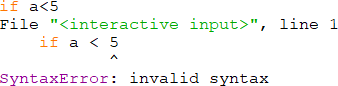 if a<5
File "<interactive input>", line 1
    if a < 5
           ^
SyntaxError: invalid syntax